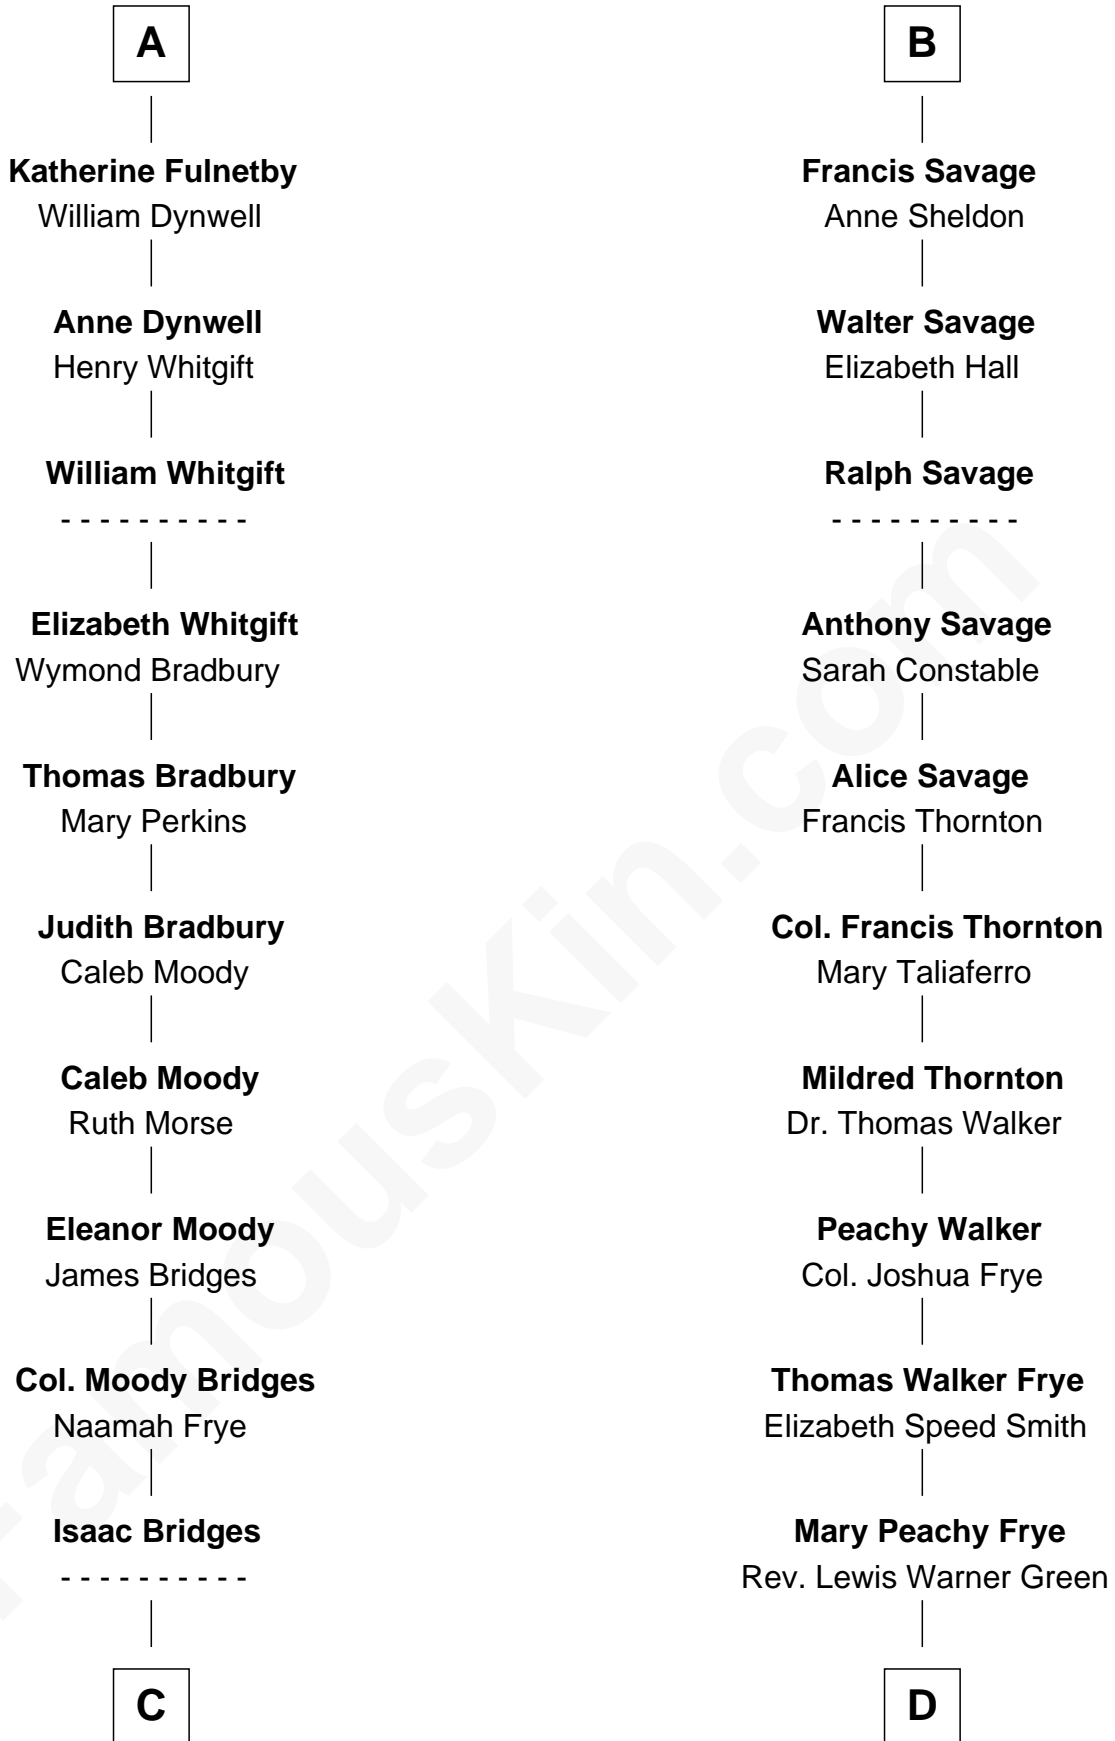 A
Katherine Fulnetby
William Dynwell
Anne Dynwell
Henry Whitgift
William Whitgift
- - - - - - - - - -
Elizabeth Whitgift
Wymond Bradbury
Thomas Bradbury
Mary Perkins
Judith Bradbury
Caleb Moody
Caleb Moody
Ruth Morse
Eleanor Moody
James Bridges
Col. Moody Bridges
Naamah Frye
Isaac Bridges
- - - - - - - - - -
C
B
Francis Savage
Anne Sheldon
Walter Savage
Elizabeth Hall
Ralph Savage
- - - - - - - - - -
Anthony Savage
Sarah Constable
Alice Savage
Francis Thornton
Col. Francis Thornton
Mary Taliaferro
Mildred Thornton
Dr. Thomas Walker
Peachy Walker
Col. Joshua Frye
Thomas Walker Frye
Elizabeth Speed Smith
Mary Peachy Frye
Rev. Lewis Warner Green
D
FamousKin.com